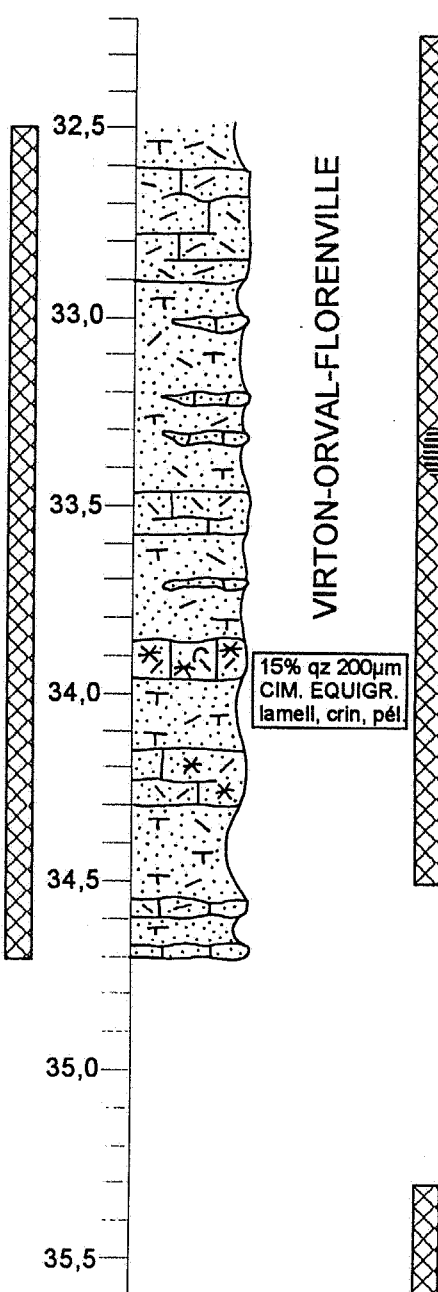 32,5
33,0
33,5
34,0
34,5
35,0
35,5
VIRTON-ORVAL-FLORENVILLE
15% qz 200µm
CIM. EQUIGR.
lamell, crin, pél.